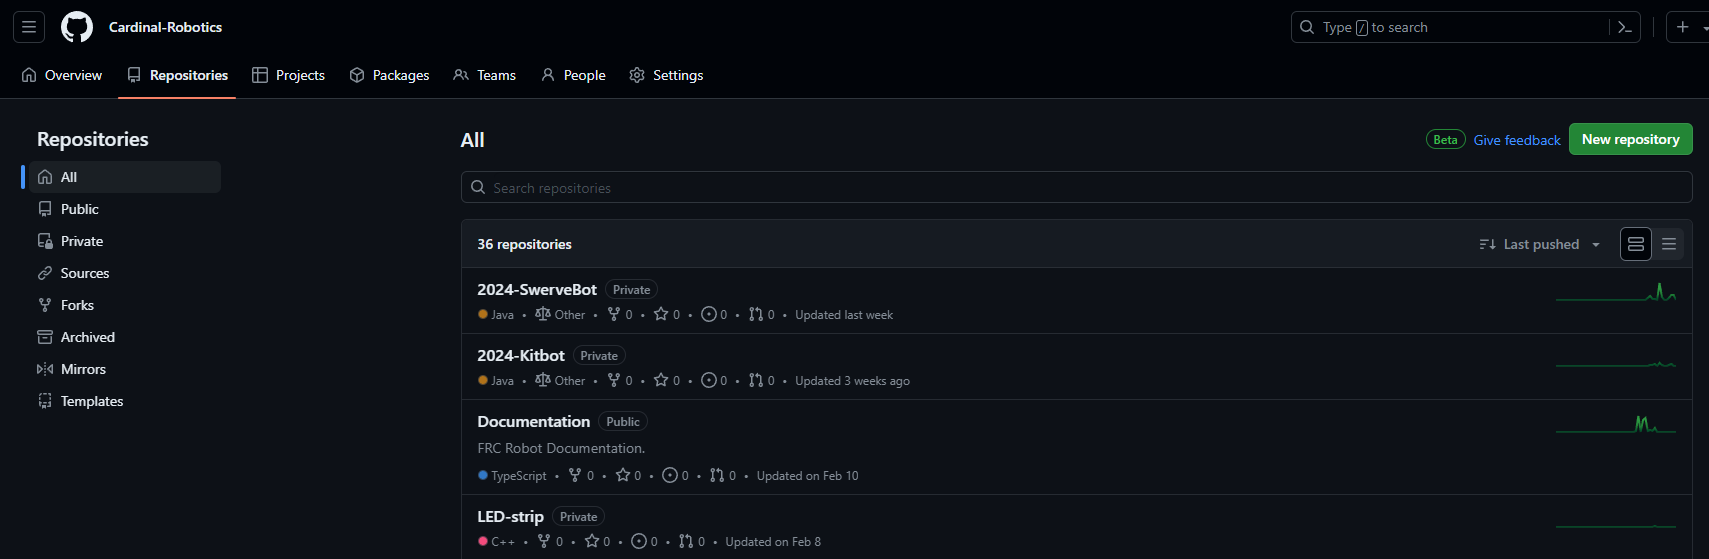 Cardinal-Robotics
Type / to search
Overview Repositories Projects Packages Teams People Settings
Repositories
All
Public
Private
Sources
Forks
Archived
Mirrors
Templates
All
Beta Give feedback New repository
Search repositories
36 repositories Last pushed
2024-SwerveBot Private
Java • Other • 0 • 0 • 0 • 0 • Updated last week
2024-Kitbot Private
Java • Other • 0 • 0 • 0 • 0 • Updated 3 weeks ago
Documentation Public
FRC Robot Documentation.
TypeScript • 0 • 0 • 0 • 0 • Updated on Feb 10
LED-strip Private
C++ • 0 • 0 • 0 • 0 • Updated on Feb 8